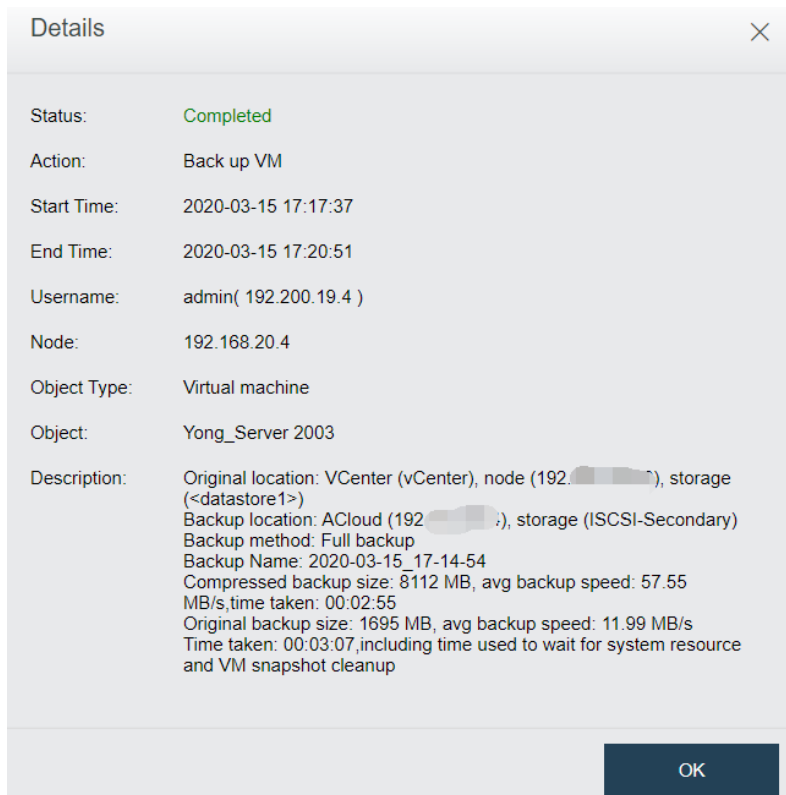 Details
Status: Completed
Action: Back up VM
Start Time: 2020-03-15 17:17:37
End Time: 2020-03-15 17:20:51
Username: admin( 192.200.19.4 )
Node: 192.168.20.4
Object Type: Virtual machine
Object: Yong_Server 2003
Description: Original location: VCenter (vCenter), node (192. ), storage
(<datastore1>)
Backup location: ACloud (192 ), storage (ISCSI-Secondary)
Backup method: Full backup
Backup Name: 2020-03-15_17-14-54
Compressed backup size: 8112 MB, avg backup speed: 57.55
MB/s,time taken: 00:02:55
Original backup size: 1695 MB, avg backup speed: 11.99 MB/s
Time taken: 00:03:07,including time used to wait for system resource
and VM snapshot cleanup
OK